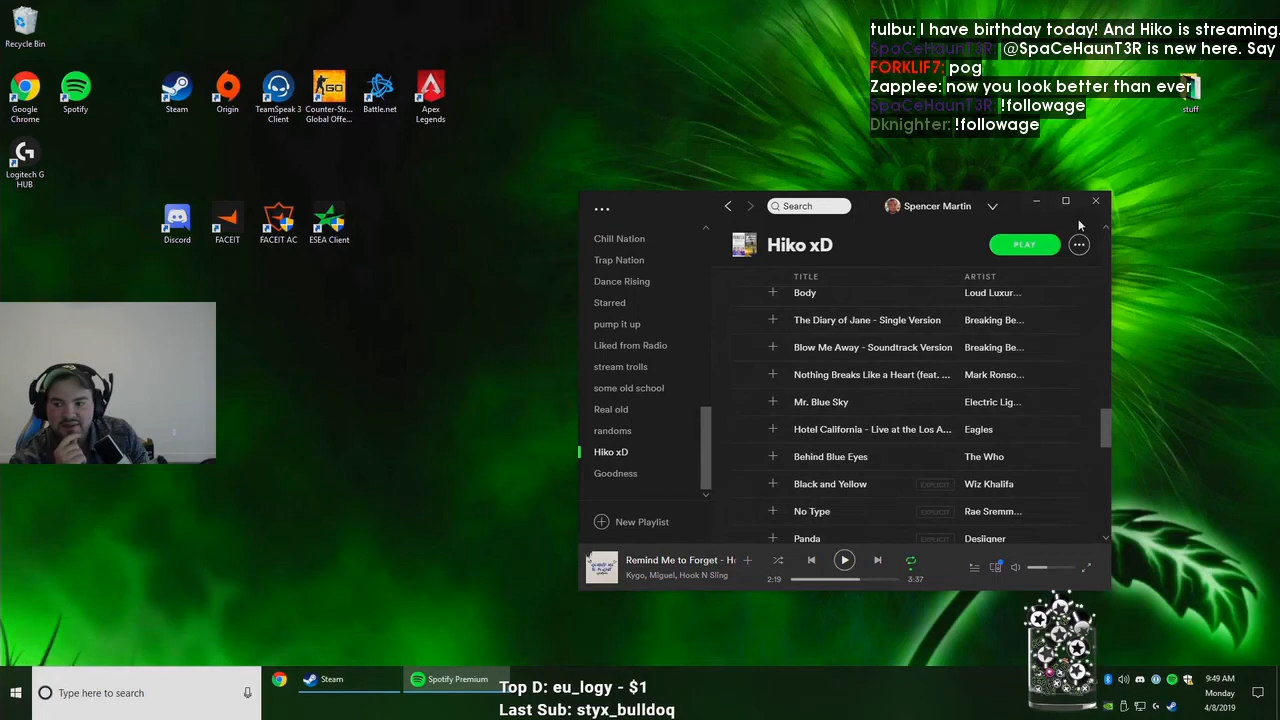 tulbu: I have birthday today! And Hiko is streaming.
SpaCeHaunT3R: @SpaCeHaunT3R is new here. Say
FORKLIF7: pog
Zapplee: now you look better than ever
SpaCeHaunT3R: !followage
Dknighter: !followage
Recycle Bin
Google Chrome
Spotify
Steam
Origin
TeamSpeak 3 Client
Counter-Str... Global Offe...
Battle.net
Apex Legends
stuff
Logitech G HUB
Discord
FACEIT
FACEIT AC
ESEA Client
Search
Spencer Martin
Chill Nation
Trap Nation
Dance Rising
Starred
pump it up
Liked from Radio
stream trolls
some old school
Real old
randoms
Hiko xD
Goodness
New Playlist
Hiko xD
PLAY
TITLE ARTIST
Body Loud Luxur...
The Diary of Jane - Single Version Breaking Be...
Blow Me Away - Soundtrack Version Breaking Be...
Nothing Breaks Like a Heart (feat. ... Mark Ronso...
Mr. Blue Sky Electric Lig...
Hotel California - Live at the Los A... Eagles
Behind Blue Eyes The Who
Black and Yellow EXPLICIT Wiz Khalifa
No Type EXPLICIT Rae Sremm...
Panda EXPLICIT Desiigner
Remind Me to Forget - H
Kygo, Miguel, Hook N Sling
2:19 3:37
Type here to search
Steam
Spotify Premium
Top D: eu_logy - $1
Last Sub: styx_bulldoq
9:49 AM
Monday
4/8/2019